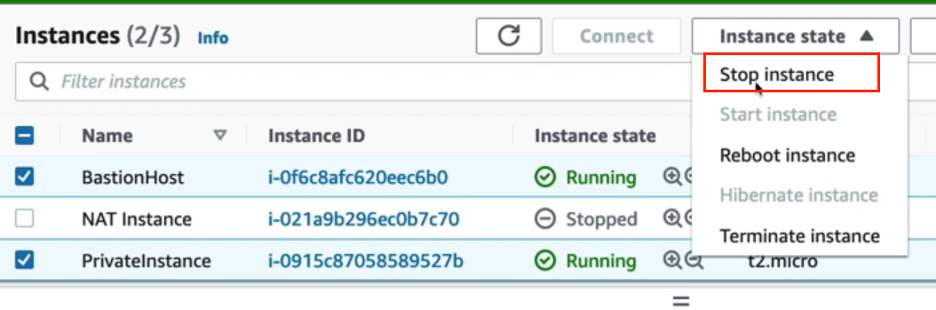 Instances (2/3) Info Connect Instance state
Filter instances Stop instance
Start instance
Name Instance ID Instance state
Reboot instance
BastionHost i-0f6c8afc620eec6b0 Running
Hibernate instance
NAT Instance i-021a9b296ec0b7c70 Stopped
Terminate instance
PrivateInstance i-0915c87058589527b Running t2.micro